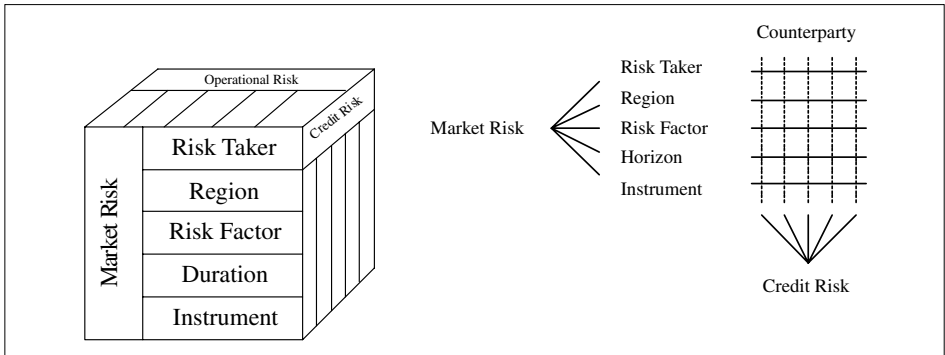 Operational Risk
Credit Risk
Market Risk
Risk Taker
Region
Risk Factor
Duration
Instrument
Market Risk
Risk Taker
Region
Risk Factor
Horizon
Instrument
Counterparty
Credit Risk